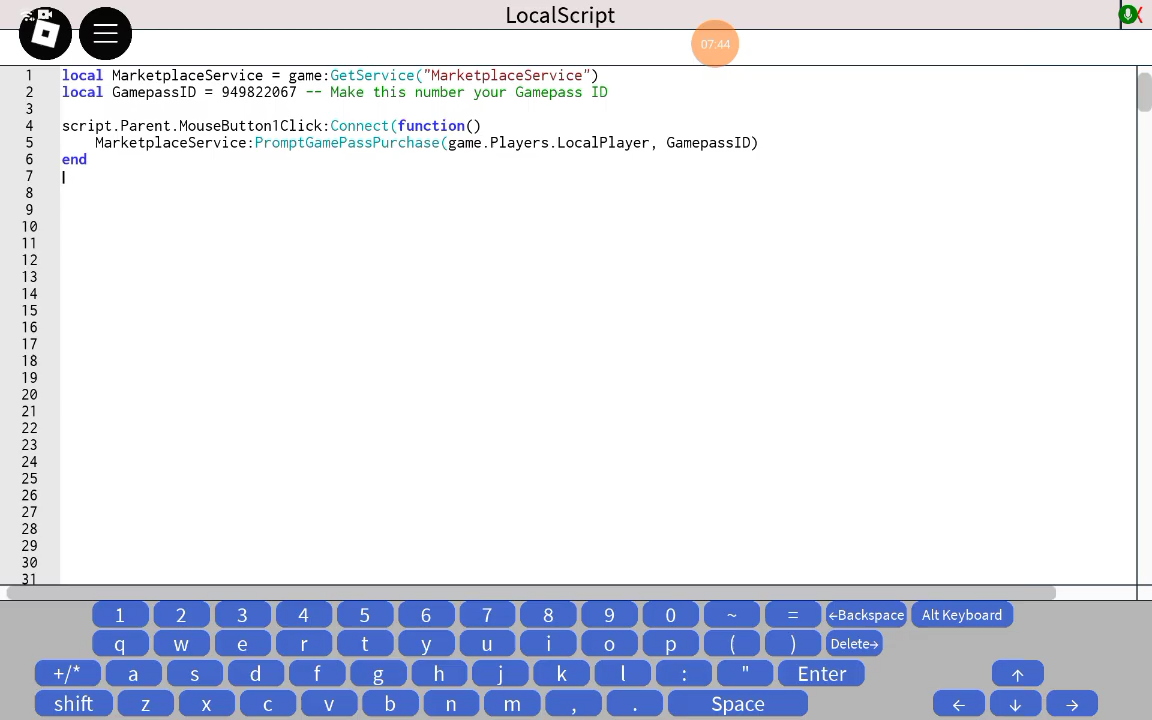 LocalScript
X
07:44
1 local MarketplaceService = game:GetService("MarketplaceService")
2 local GamepassID = 949822067 -- Make this number your Gamepass ID
3
4 script.Parent.MouseButton1Click:Connect(function()
5     MarketplaceService:PromptGamePassPurchase(game.Players.LocalPlayer, GamepassID)
6 end
7
8
9
10
11
12
13
14
15
16
17
18
19
20
21
22
23
24
25
26
27
28
29
30
31
1 2 3 4 5 6 7 8 9 0 ~ = ←Backspace Alt Keyboard
q w e r t y u i o p ( ) Delete→
+/* a s d f g h j k l : " Enter ↑
shift z x c v b n m , . Space ← ↓ →